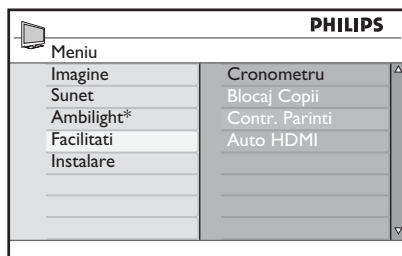 PHILIPS
Meniu
Imagine
Sunet
Ambilight*
Facilitati
Instalare
Cronometru
Blocaj Copii
Contr. Parinti
Auto HDMI